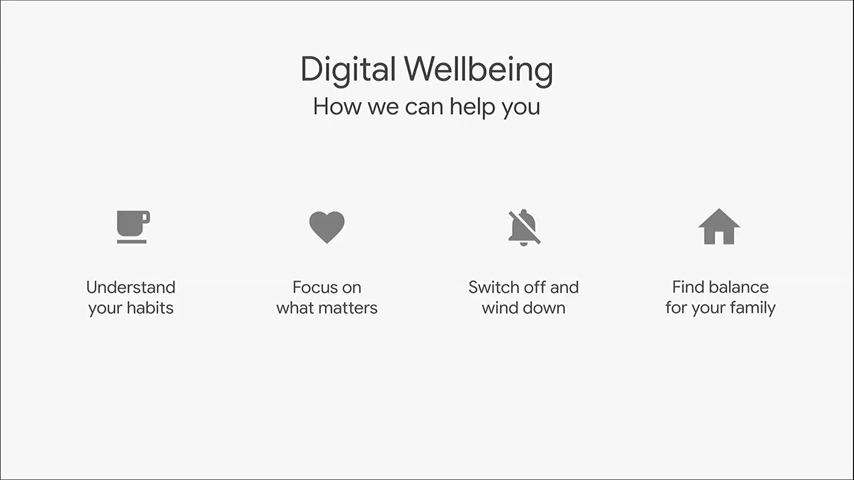 Digital Wellbeing
How we can help you
Understand
your habits
Focus on
what matters
Switch off and
wind down
Find balance
for your family